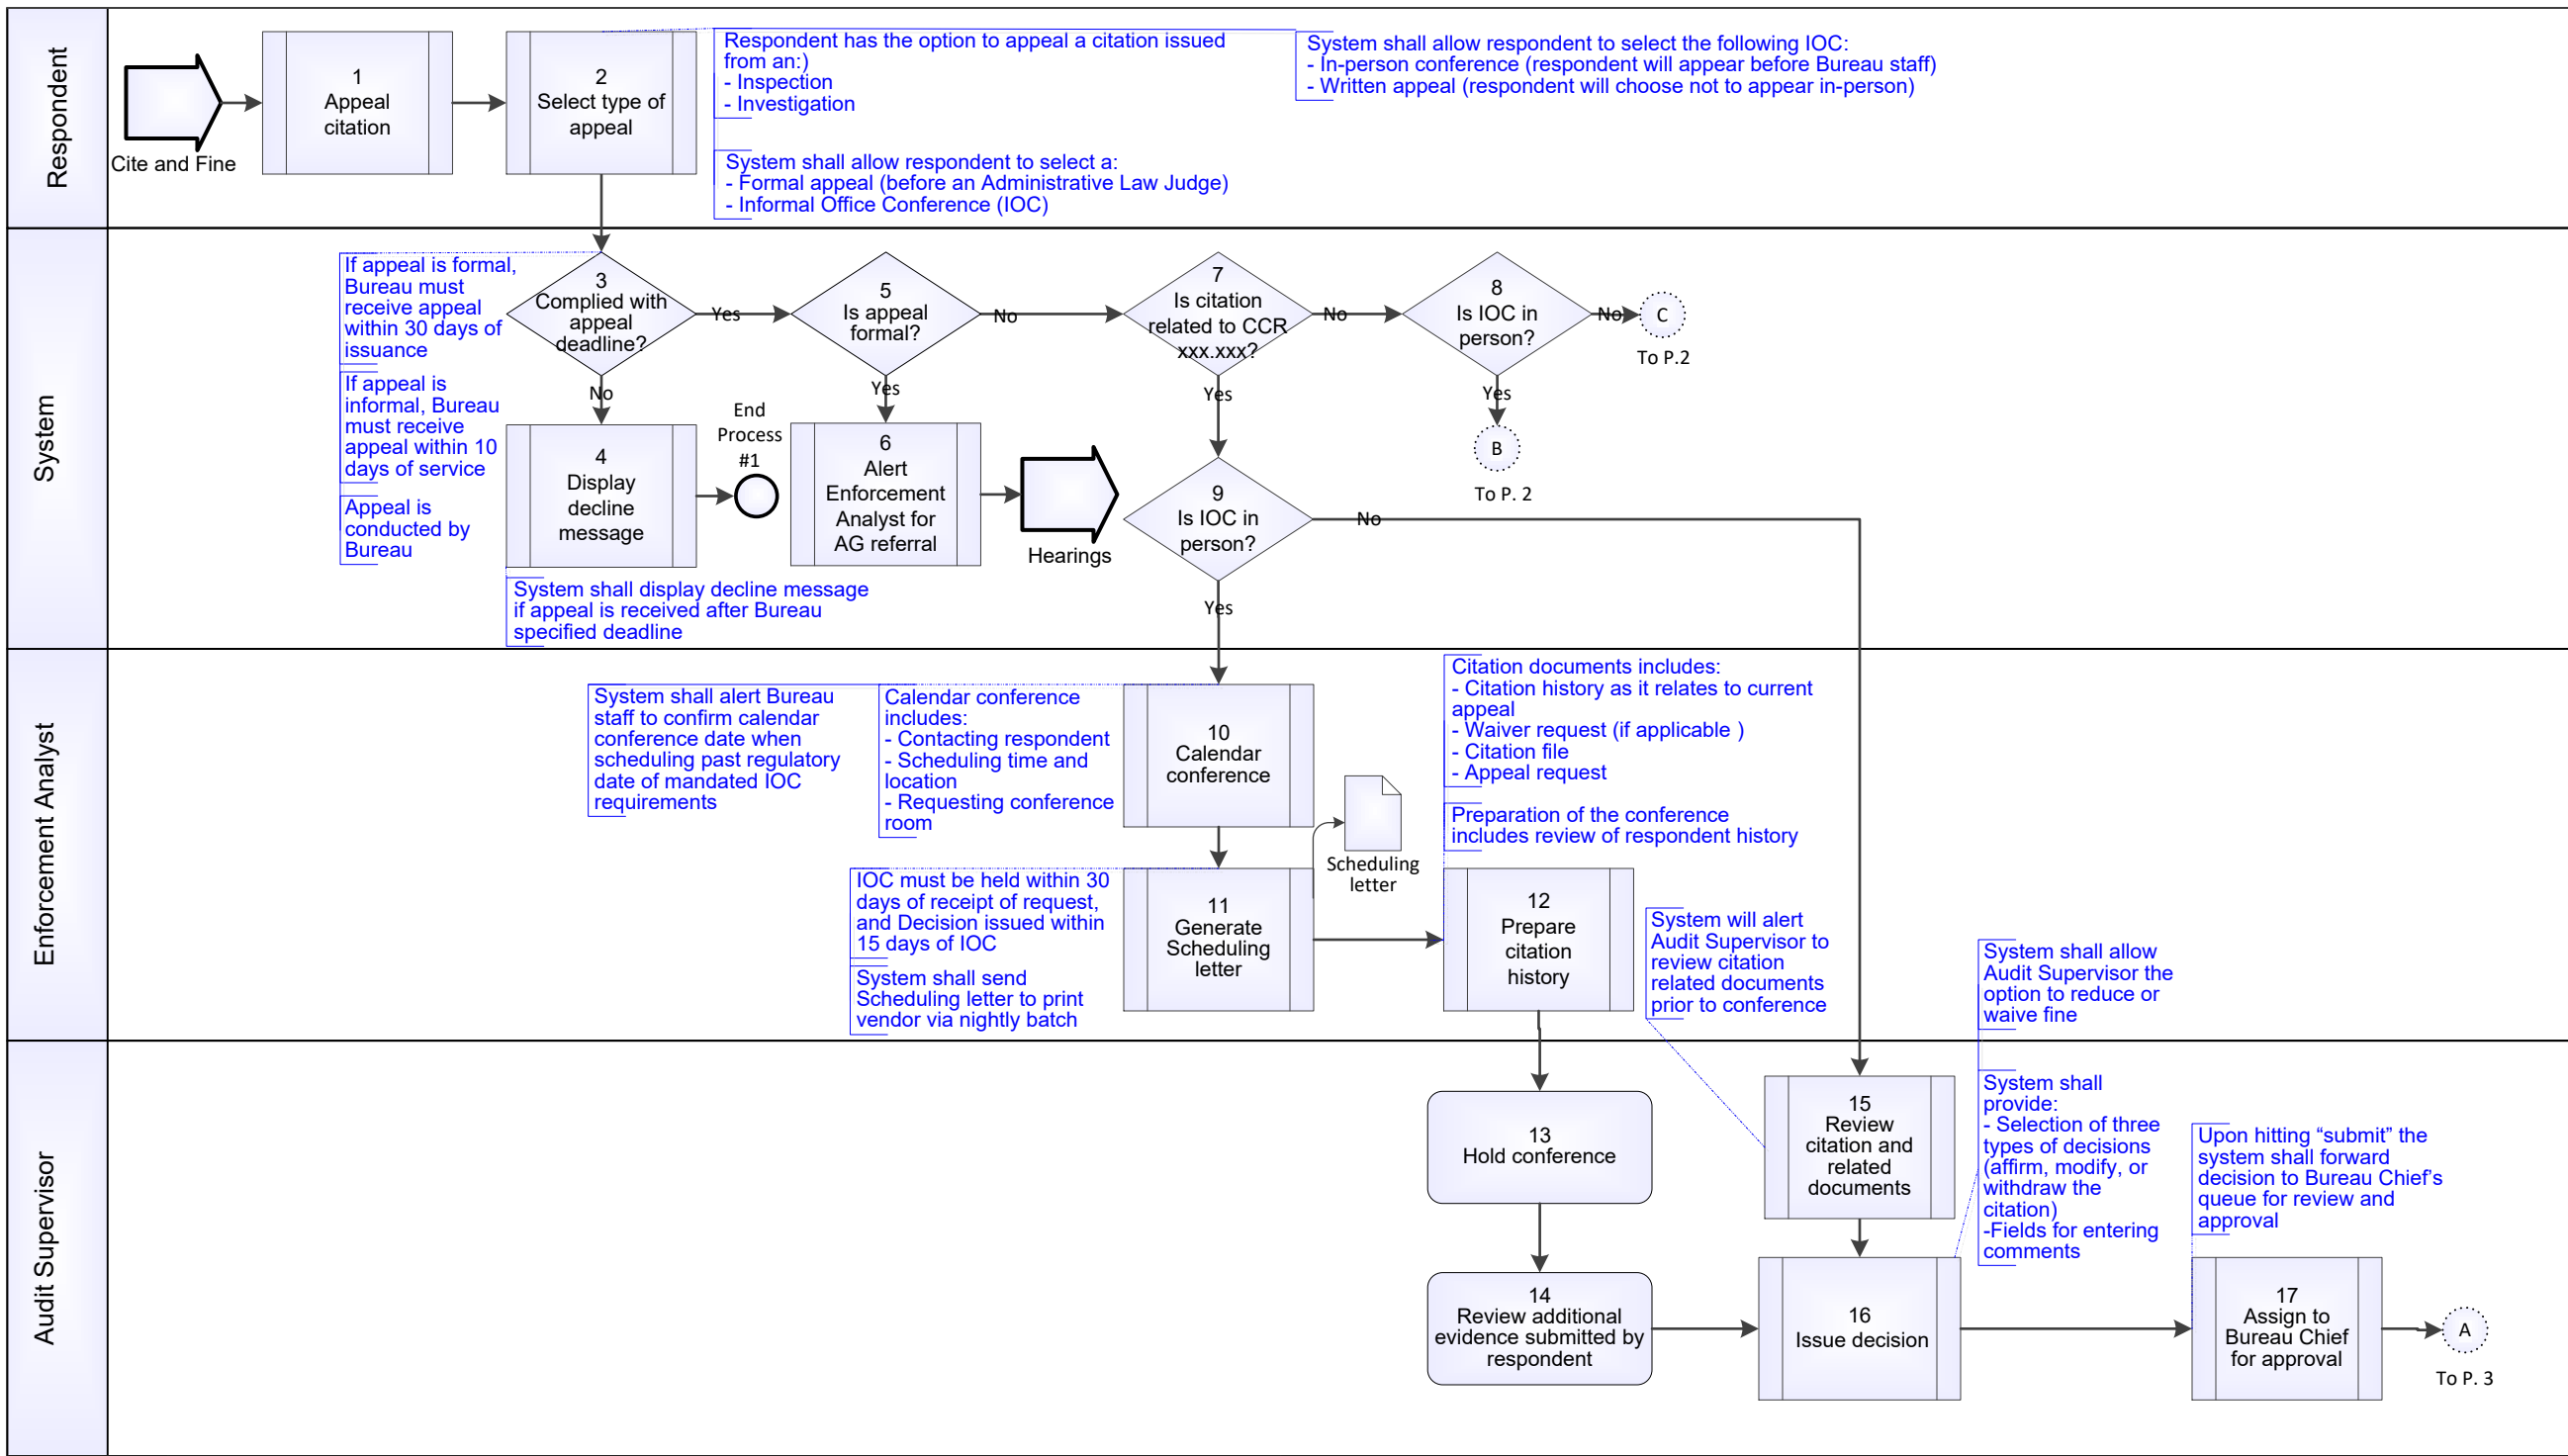 Respondent
Cite and Fine
1
Appeal
citation
2
Select type of
appeal
Respondent has the option to appeal a citation issued
from an:)
- Inspection
- Investigation
System shall allow respondent to select a:
- Formal appeal (before an Administrative Law Judge)
- Informal Office Conference (IOC)
System shall allow respondent to select the following IOC:
- In-person conference (respondent will appear before Bureau staff)
- Written appeal (respondent will choose not to appear in-person)
System
If appeal is formal,
Bureau must
receive appeal
within 30 days of
issuance
If appeal is
informal, Bureau
must receive
appeal within 10
days of service
Appeal is
conducted by
Bureau
3
Complied with
appeal
deadline?
Yes
No
4
Display
decline
message
End
Process
#1
System shall display decline message
if appeal is received after Bureau
specified deadline
5
Is appeal
formal?
No
Yes
6
Alert
Enforcement
Analyst for
AG referral
Hearings
7
Is citation
related to CCR
xxx.xxx?
No
Yes
8
Is IOC in
person?
No
C
To P.2
Yes
B
To P. 2
9
Is IOC in
person?
No
Yes
Enforcement Analyst
System shall alert Bureau
staff to confirm calendar
conference date when
scheduling past regulatory
date of mandated IOC
requirements
Calendar conference
includes:
- Contacting respondent
- Scheduling time and
location
- Requesting conference
room
10
Calendar
conference
IOC must be held within 30
days of receipt of request,
and Decision issued within
15 days of IOC
System shall send
Scheduling letter to print
vendor via nightly batch
11
Generate
Scheduling
letter
Scheduling
letter
Citation documents includes:
- Citation history as it relates to current
appeal
- Waiver request (if applicable )
- Citation file
- Appeal request
Preparation of the conference
includes review of respondent history
12
Prepare
citation
history
System will alert
Audit Supervisor to
review citation
related documents
prior to conference
System shall allow
Audit Supervisor the
option to reduce or
waive fine
Audit Supervisor
13
Hold conference
14
Review additional
evidence submitted by
respondent
15
Review
citation and
related
documents
16
Issue decision
System shall
provide:
- Selection of three
types of decisions
(affirm, modify, or
withdraw the
citation)
-Fields for entering
comments
Upon hitting “submit” the
system shall forward
decision to Bureau Chief’s
queue for review and
approval
17
Assign to
Bureau Chief
for approval
A
To P. 3